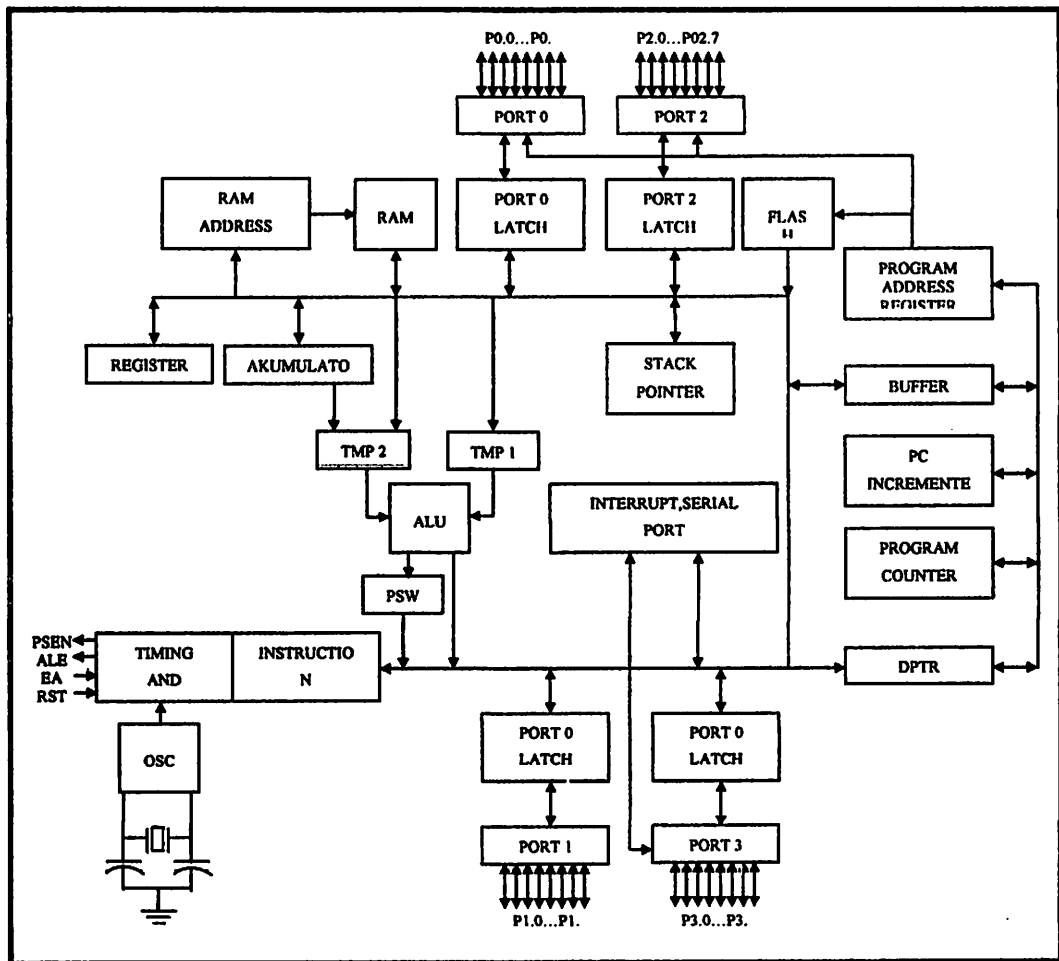 P0.0...P0.
P2.0...P02.7
PORT 0
PORT 2
RAM
ADDRESS
RAM
PORT 0
LATCH
PORT 2
LATCH
FLAS
PROGRAM
ADDRESS
REGISTER
REGISTER
AKUMULATO
STACK
POINTER
BUFFER
TMP 2
TMP 1
PC
INCREMENTE
ALU
INTERRUPT,SERIAL
PORT
PROGRAM
COUNTER
PSW
PSEN
ALE
EA
RST
TIMING
AND
INSTRUCTIO
N
DPTR
OSC
PORT 0
LATCH
PORT 0
LATCH
PORT 1
PORT 3
P1.0...P1.
P3.0...P3.